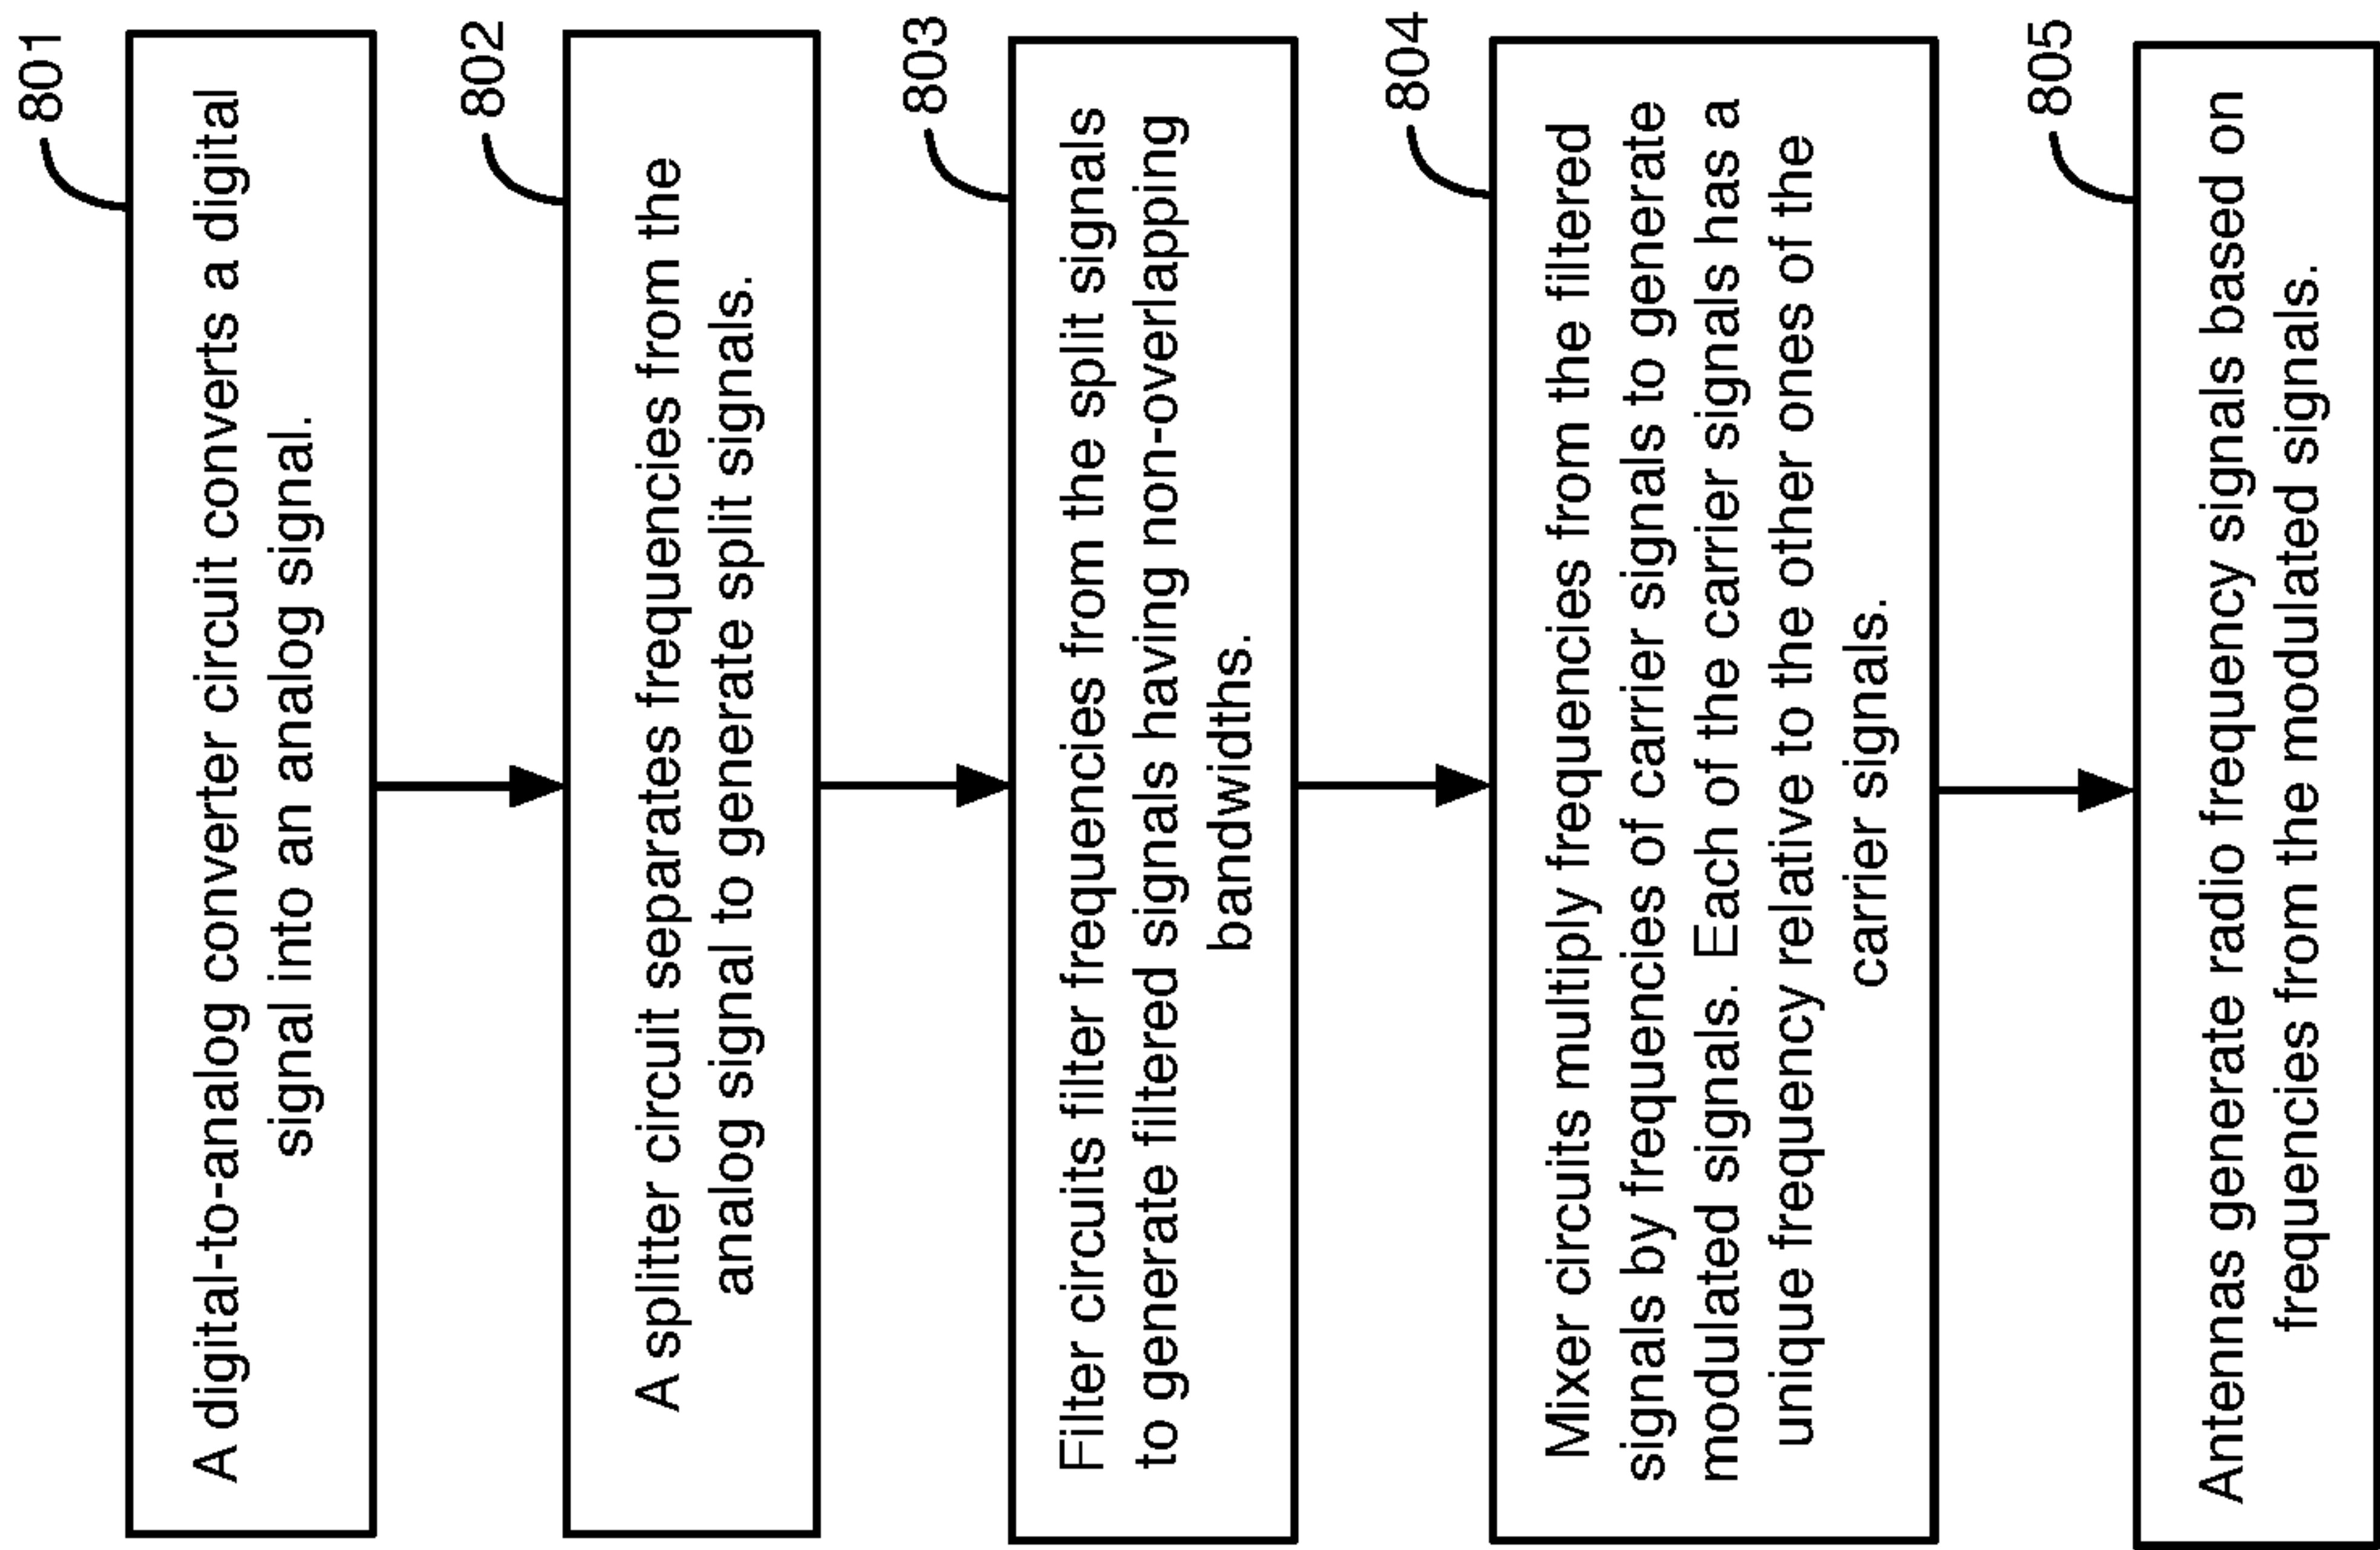 801
A digital-to-analog converter circuit converts a digital
signal into an analog signal.
802
A splitter circuit separates frequencies from the
analog signal to generate split signals.
803
Filter circuits filter frequencies from the split signals
to generate filtered signals having non-overlapping
bandwidths.
804
Mixer circuits multiply frequencies from the filtered
signals by frequencies of carrier signals to generate
modulated signals. Each of the carrier signals has a
unique frequency relative to the other ones of the
carrier signals.
805
Antennas generate radio frequency signals based on
frequencies from the modulated signals.